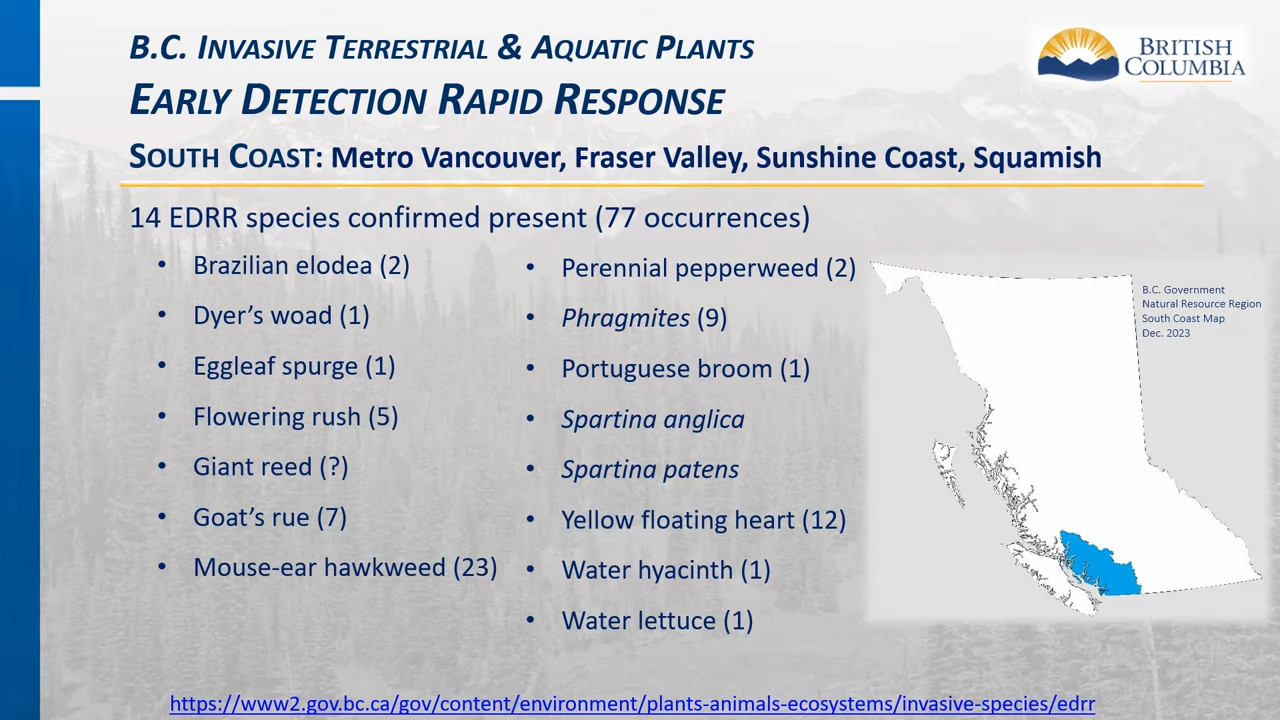 B.C. INVASIVE TERRESTRIAL & AQUATIC PLANTS
EARLY DETECTION RAPID RESPONSE
SOUTH COAST: Metro Vancouver, Fraser Valley, Sunshine Coast, Squamish
BRITISH
COLUMBIA
14 EDRR species confirmed present (77 occurrences)
• Brazilian elodea (2)
• Dyer’s woad (1)
• Eggleaf spurge (1)
• Flowering rush (5)
• Giant reed (?)
• Goat’s rue (7)
• Mouse-ear hawkweed (23)
• Perennial pepperweed (2)
• Phragmites (9)
• Portuguese broom (1)
• Spartina anglica
• Spartina patens
• Yellow floating heart (12)
• Water hyacinth (1)
• Water lettuce (1)
B.C. Government
Natural Resource Region
South Coast Map
Dec. 2023
https://www2.gov.bc.ca/gov/content/environment/plants-animals-ecosystems/invasive-species/edrr